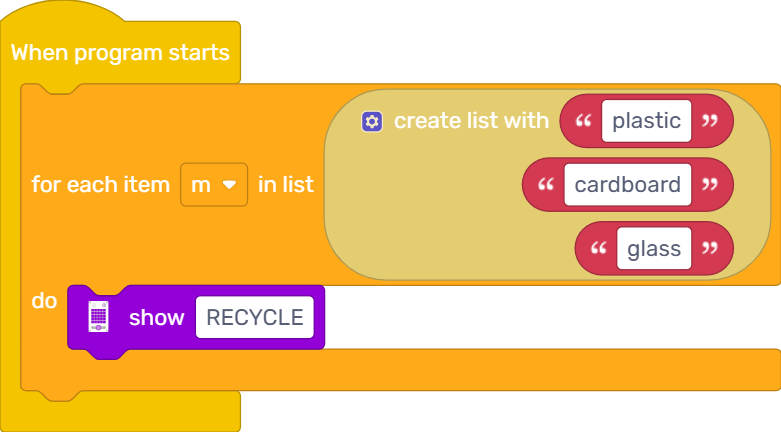 When program starts
create list with “ plastic ”
for each item m in list “ cardboard ”
“ glass ”
do show RECYCLE